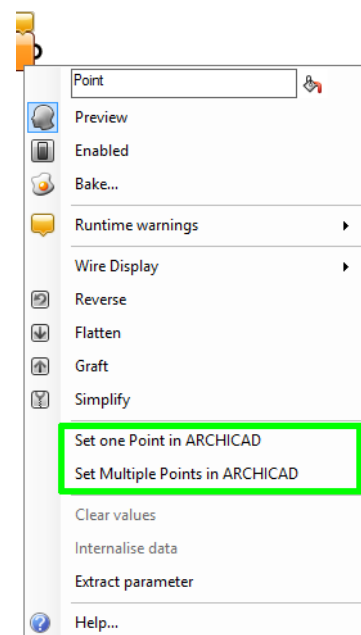 Point
Preview
Enabled
Bake...
Runtime warnings
Wire Display
Reverse
Flatten
Graft
Simplify
Set one Point in ARCHICAD
Set Multiple Points in ARCHICAD
Clear values
Internalise data
Extract parameter
Help...